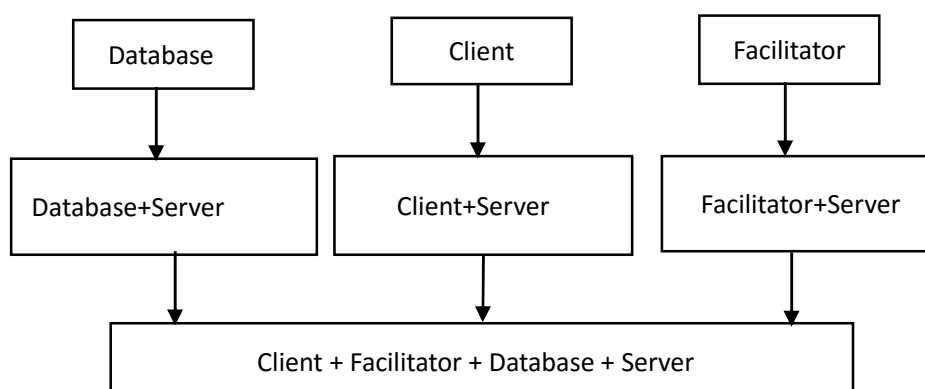 Database
Client
Facilitator
Database+Server
Client+Server
Facilitator+Server
Client + Facilitator + Database + Server